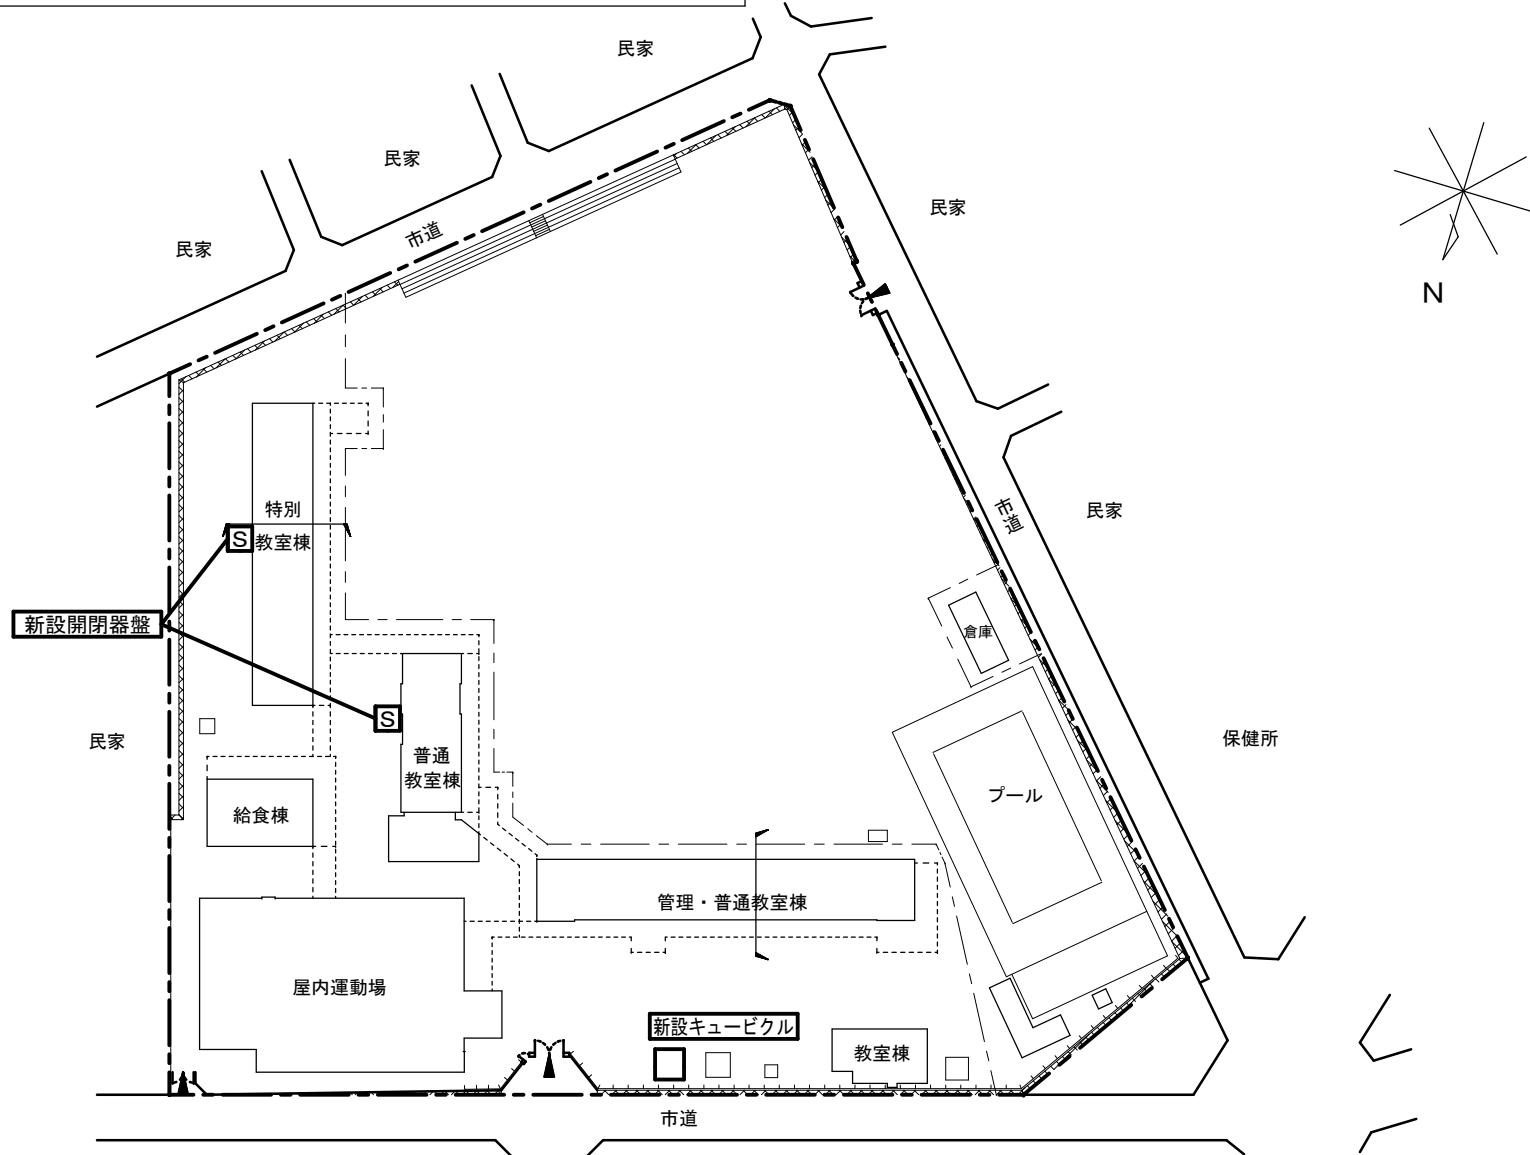 民家
民家
市道
民家
民家
N
特別
教室棟
S
市道
民家
新設開閉器盤
倉庫
S
民家
保健所
普通
教室棟
プール
給食棟
管理・普通教室棟
屋内運動場
新設キュービクル
教室棟
市道